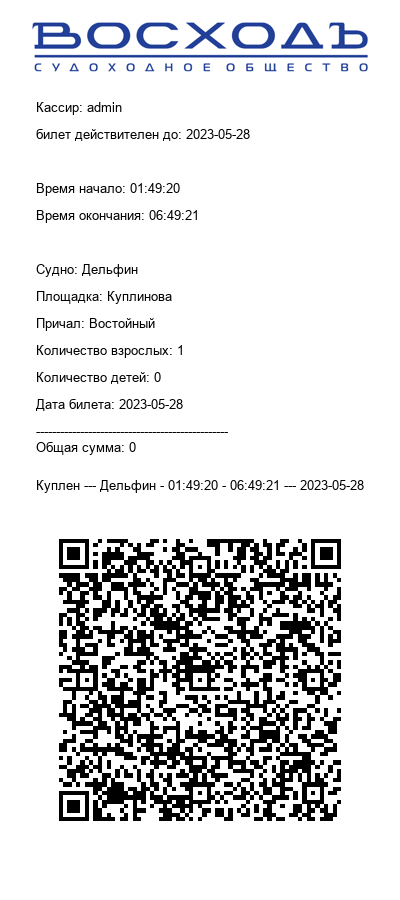 ВОСХОДЪ
СУДОХОДНОЕ ОБЩЕСТВО
Кассир: admin
билет действителен до: 2023-05-28
Время начало: 01:49:20
Время окончания: 06:49:21
Судно: Дельфин
Площадка: Куплинова
Причал: Востойный
Количество взрослых: 1
Количество детей: 0
Дата билета: 2023-05-28
------------------------------------------------
Общая сумма: 0
Куплен --- Дельфин - 01:49:20 - 06:49:21 --- 2023-05-28